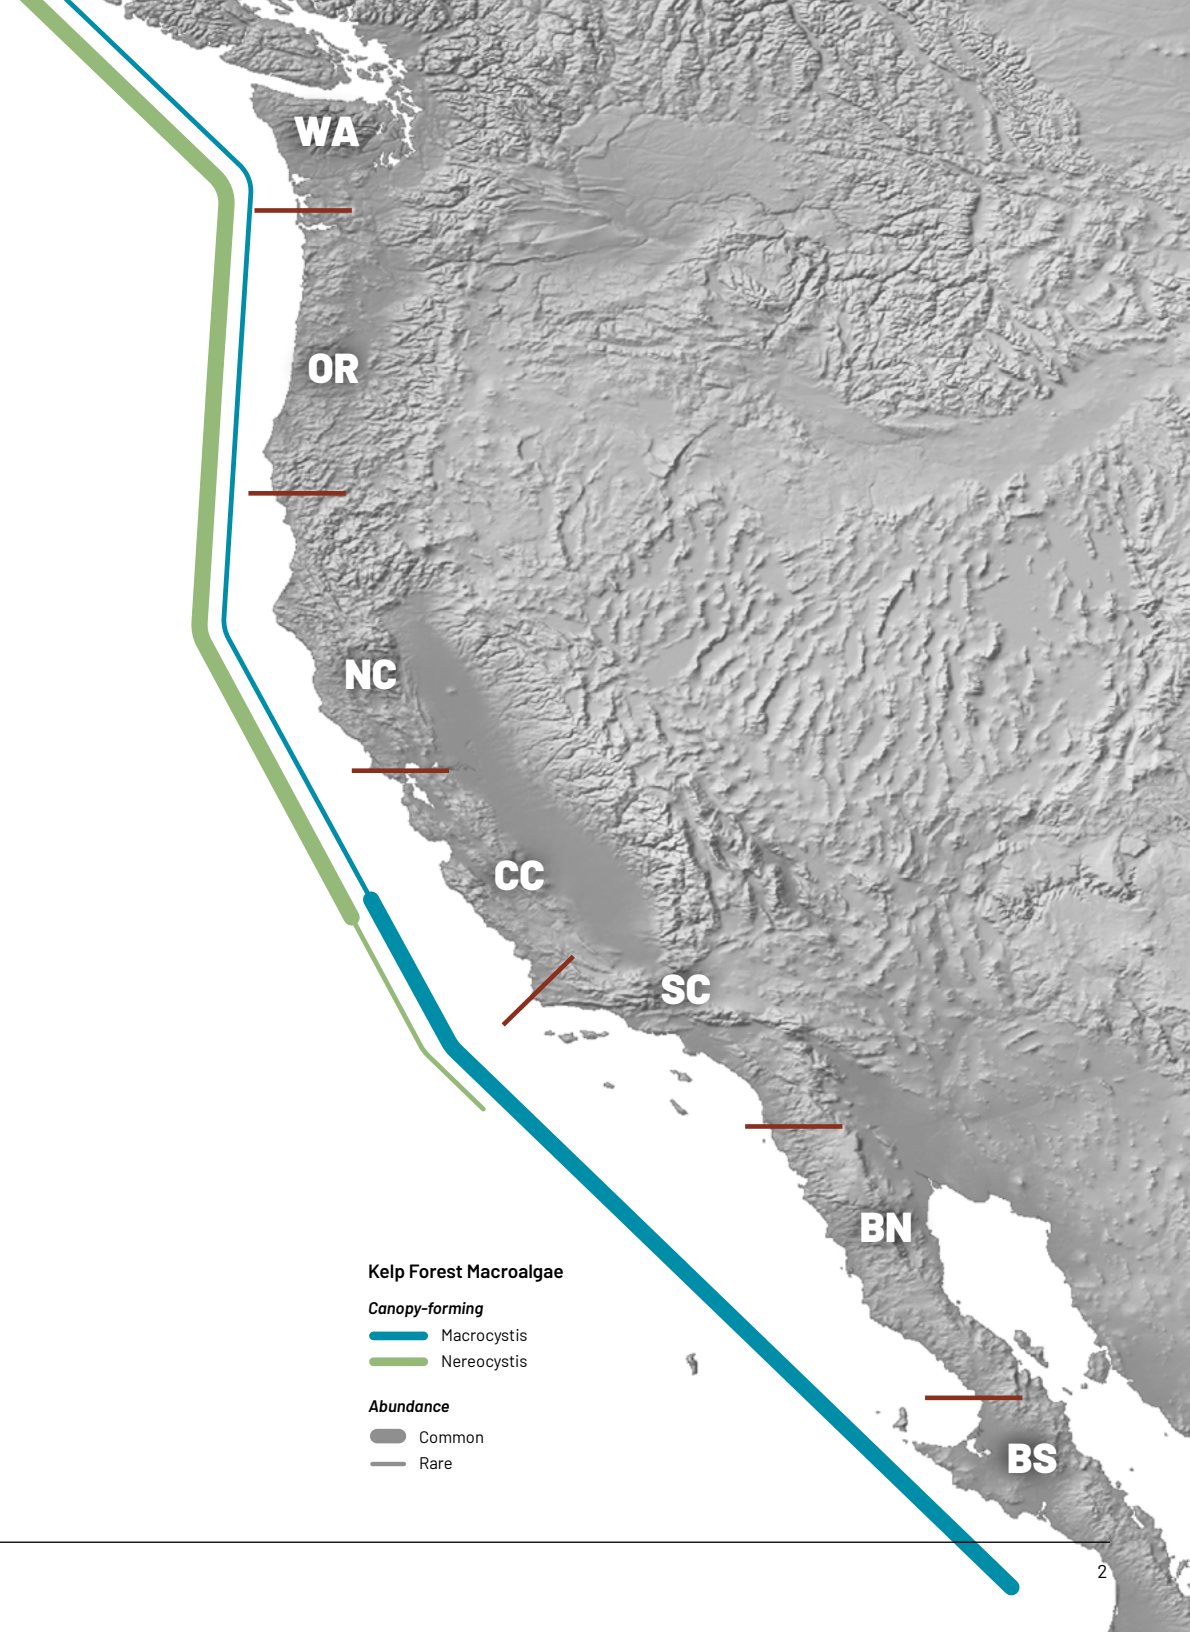 WA
OR
NC
CC
SC
BN
Kelp Forest Macroalgae
Canopy-forming
Macrocystis
Nereocystis
Abundance
Common
Rare
BS
2